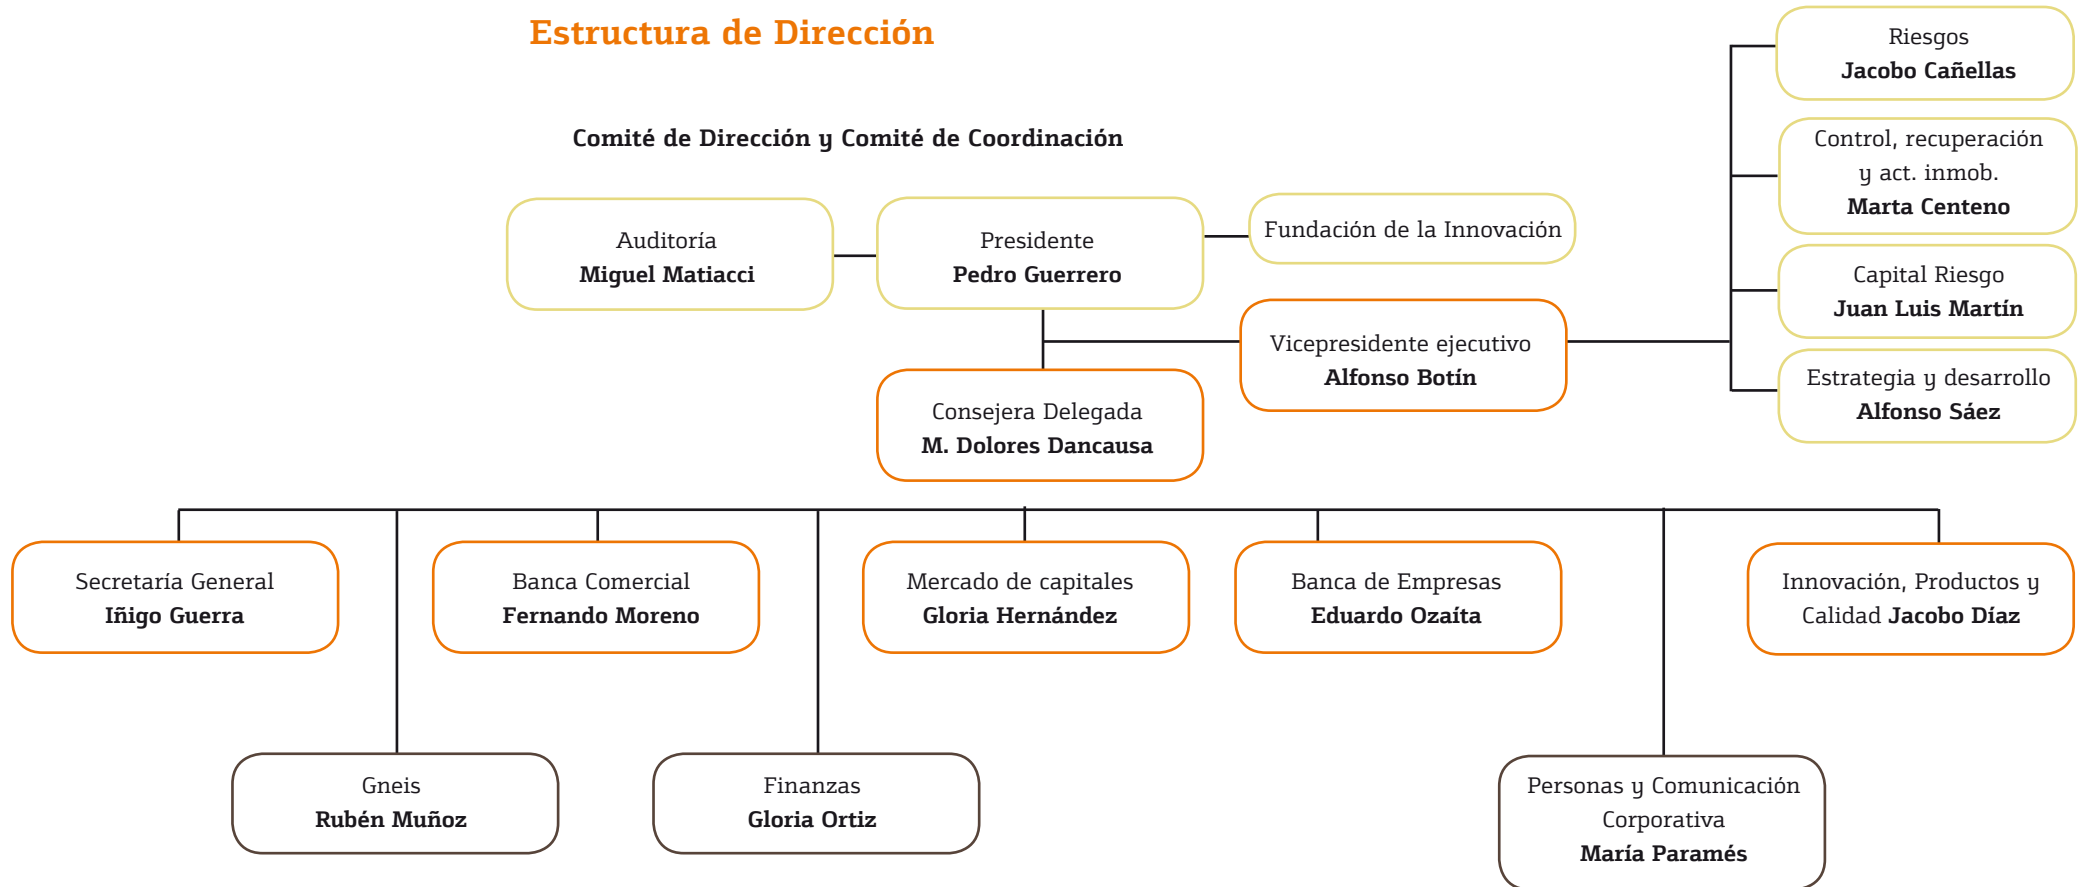 Estructura de Dirección
Comité de Dirección y Comité de Coordinación
Auditoría
Miguel Matiacci
Presidente
Pedro Guerrero
Fundación de la Innovación
Vicepresidente ejecutivo
Alfonso Botín
Consejera Delegada
M. Dolores Dancausa
Riesgos
Jacobo Cañellas
Control, recuperación
y act. inmob.
Marta Centeno
Capital Riesgo
Juan Luis Martín
Estrategia y desarrollo
Alfonso Sáez
Secretaría General
Iñigo Guerra
Banca Comercial
Fernando Moreno
Mercado de capitales
Gloria Hernández
Banca de Empresas
Eduardo Ozaíta
Innovación, Productos y
Calidad Jacobo Díaz
Gneis
Rubén Muñoz
Finanzas
Gloria Ortiz
Personas y Comunicación
Corporativa
María Paramés